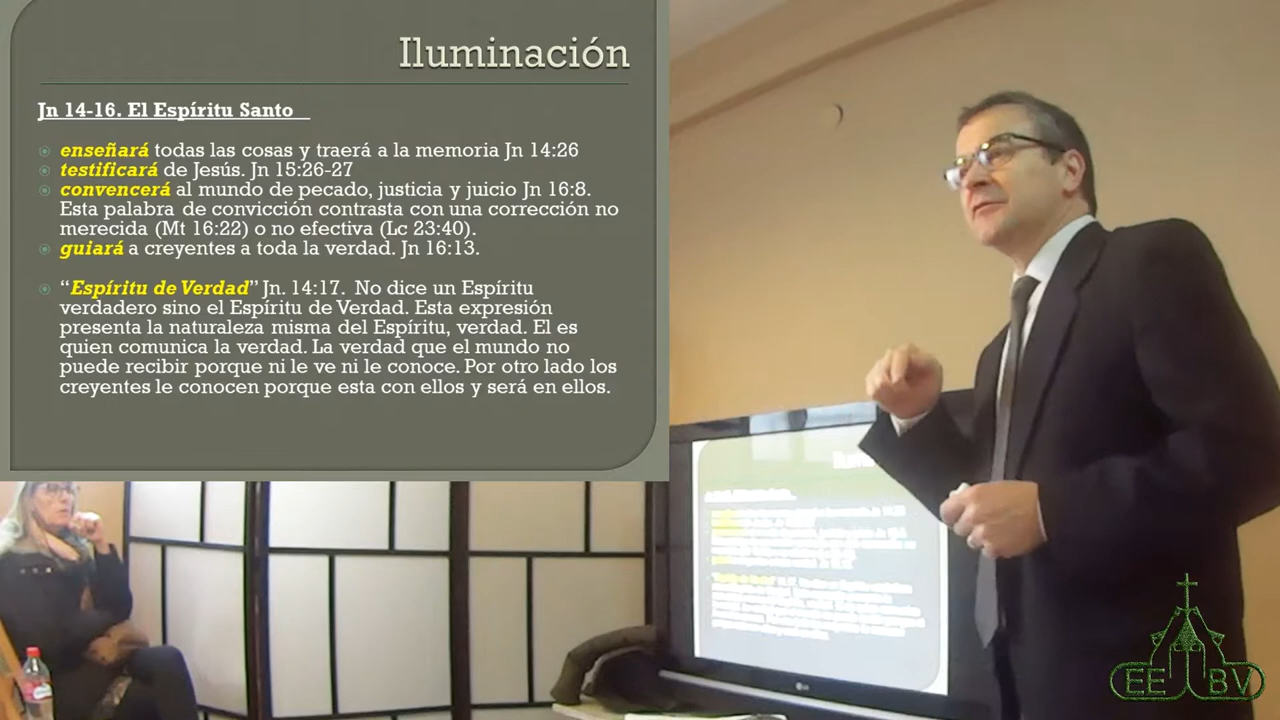 Iluminación
Jn 14-16. El Espíritu Santo
enseñará todas las cosas y traerá a la memoria Jn 14:26
testificará de Jesús. Jn 15:26-27
convencerá al mundo de pecado, justicia y juicio Jn 16:8.
Esta palabra de convicción contrasta con una corrección no
merecida (Mt 16:22) o no efectiva (Lc 23:40).
guiará a creyentes a toda la verdad. Jn 16:13.
“Espíritu de Verdad” Jn. 14:17. No dice un Espíritu
verdadero sino el Espíritu de Verdad. Esta expresión
presenta la naturaleza misma del Espíritu, verdad. El es
quien comunica la verdad. La verdad que el mundo no
puede recibir porque ni le ve ni le conoce. Por otro lado los
creyentes le conocen porque esta con ellos y será en ellos.
LG
EE BV